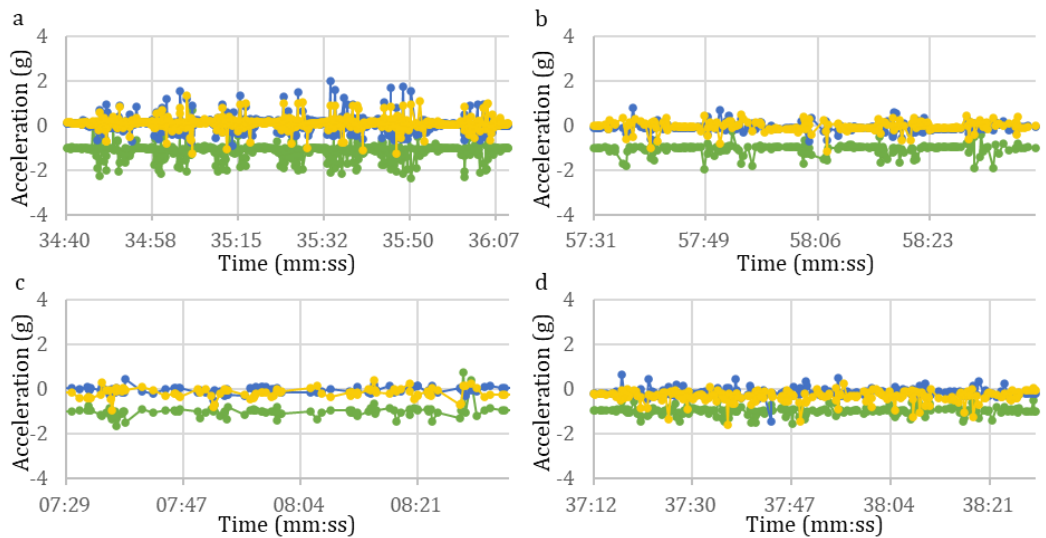 a
4
2
0
-2
-4
Acceleration (g)
34:40 34:58 35:15 35:32 35:50 36:07
Time (mm:ss)
b
4
2
0
-2
-4
Acceleration (g)
57:31 57:49 58:06 58:23
Time (mm:ss)
c
4
2
0
-2
-4
Acceleration (g)
07:29 07:47 08:04 08:21
Time (mm:ss)
d
4
2
0
-2
-4
Acceleration (g)
37:12 37:30 37:47 38:04 38:21
Time (mm:ss)